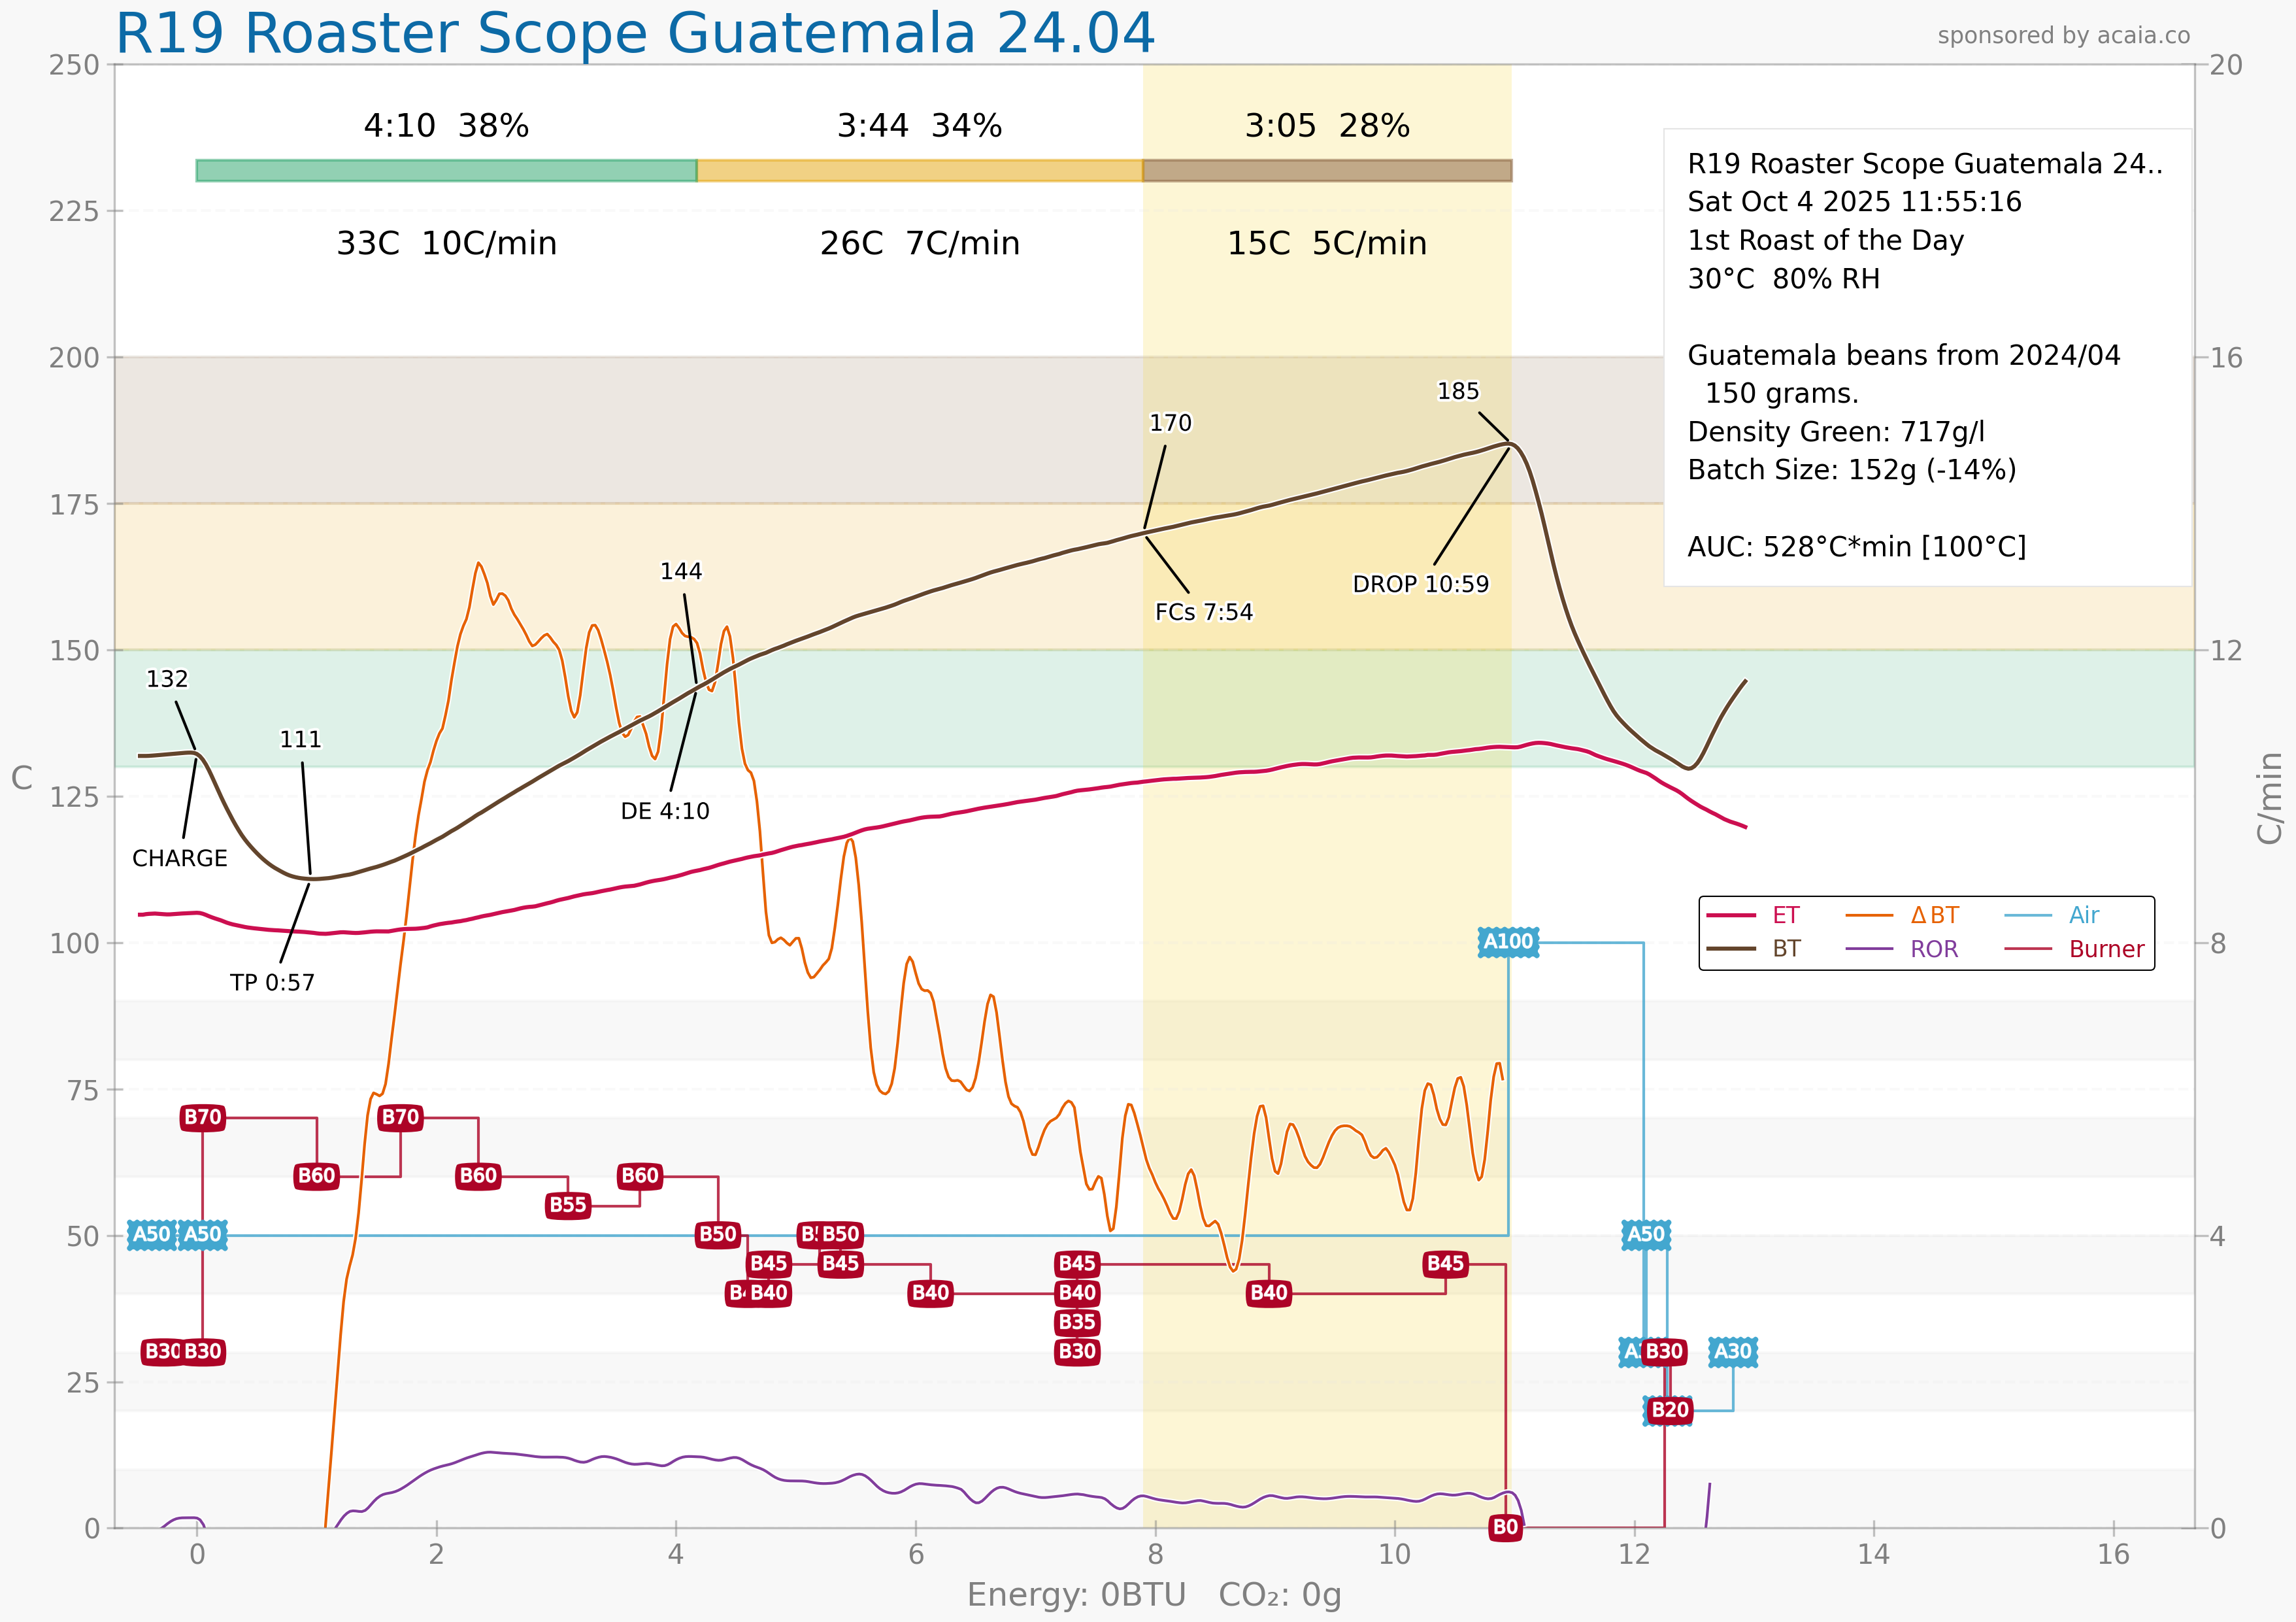 R19 Roaster Scope Guatemala 24.04
sponsored by acaia.co
250
225
200
175
150
125
100
75
50
25
0
C
20
16
12
8
4
0
C/min
4:10 38%
3:44 34%
3:05 28%
33C 10C/min
26C 7C/min
15C 5C/min
R19 Roaster Scope Guatemala 24..
Sat Oct 4 2025 11:55:16
1st Roast of the Day
30°C 80% RH
Guatemala beans from 2024/04
150 grams.
Density Green: 717g/l
Batch Size: 152g (-14%)
AUC: 528°C*min [100°C]
132
CHARGE
111
TP 0:57
144
DE 4:10
170
FCs 7:54
185
DROP 10:59
ET
ΔBT
Air
BT
ROR
Burner
A100
B70
B70
B60
B60
B60
B55
A50
A50
B50
B50
A50
B45
B45
B45
B45
B40
B40
B40
B40
B35
B30
B30
B30
B30
A30
B20
B0
0
2
4
6
8
10
12
14
16
Energy: 0BTU CO₂: 0g